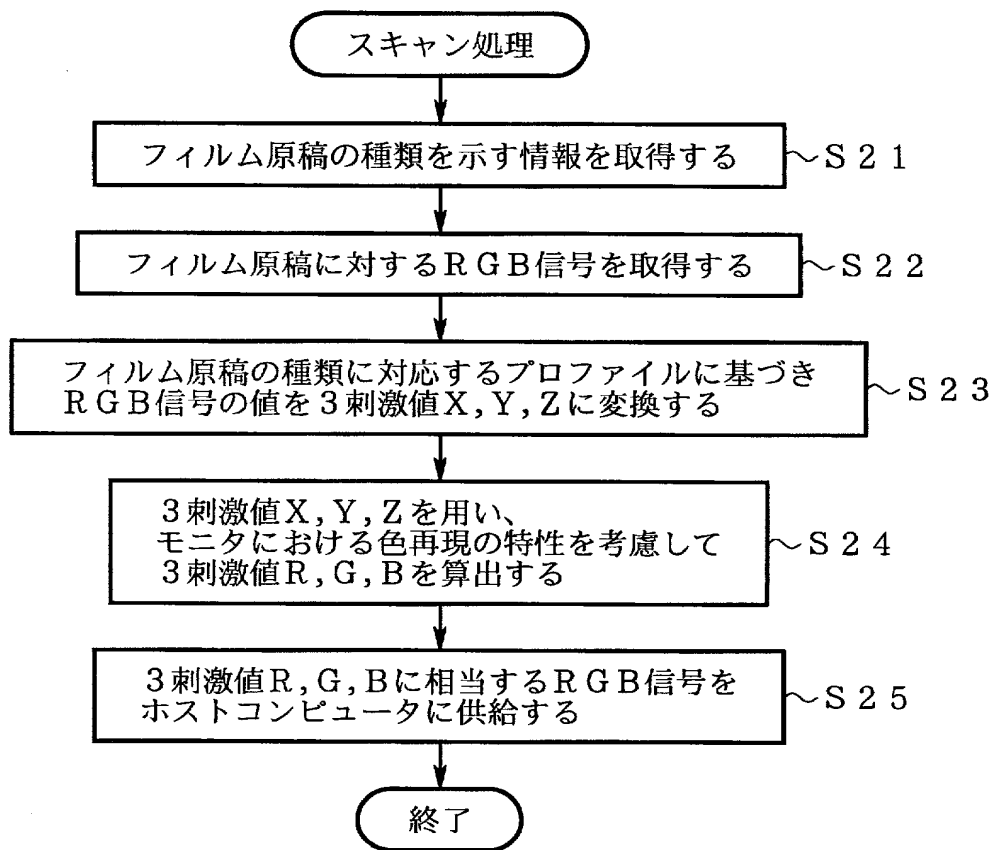 スキャン処理
フィルム原稿の種類を示す情報を取得する ～Ｓ２１
フィルム原稿に対するＲＧＢ信号を取得する ～Ｓ２２
フィルム原稿の種類に対応するプロファイルに基づき
ＲＧＢ信号の値を３刺激値Ｘ，Ｙ，Ｚに変換する ～Ｓ２３
３刺激値Ｘ，Ｙ，Ｚを用い、
モニタにおける色再現の特性を考慮して
３刺激値Ｒ，Ｇ，Ｂを算出する ～Ｓ２４
３刺激値Ｒ，Ｇ，Ｂに相当するＲＧＢ信号を
ホストコンピュータに供給する ～Ｓ２５
終了